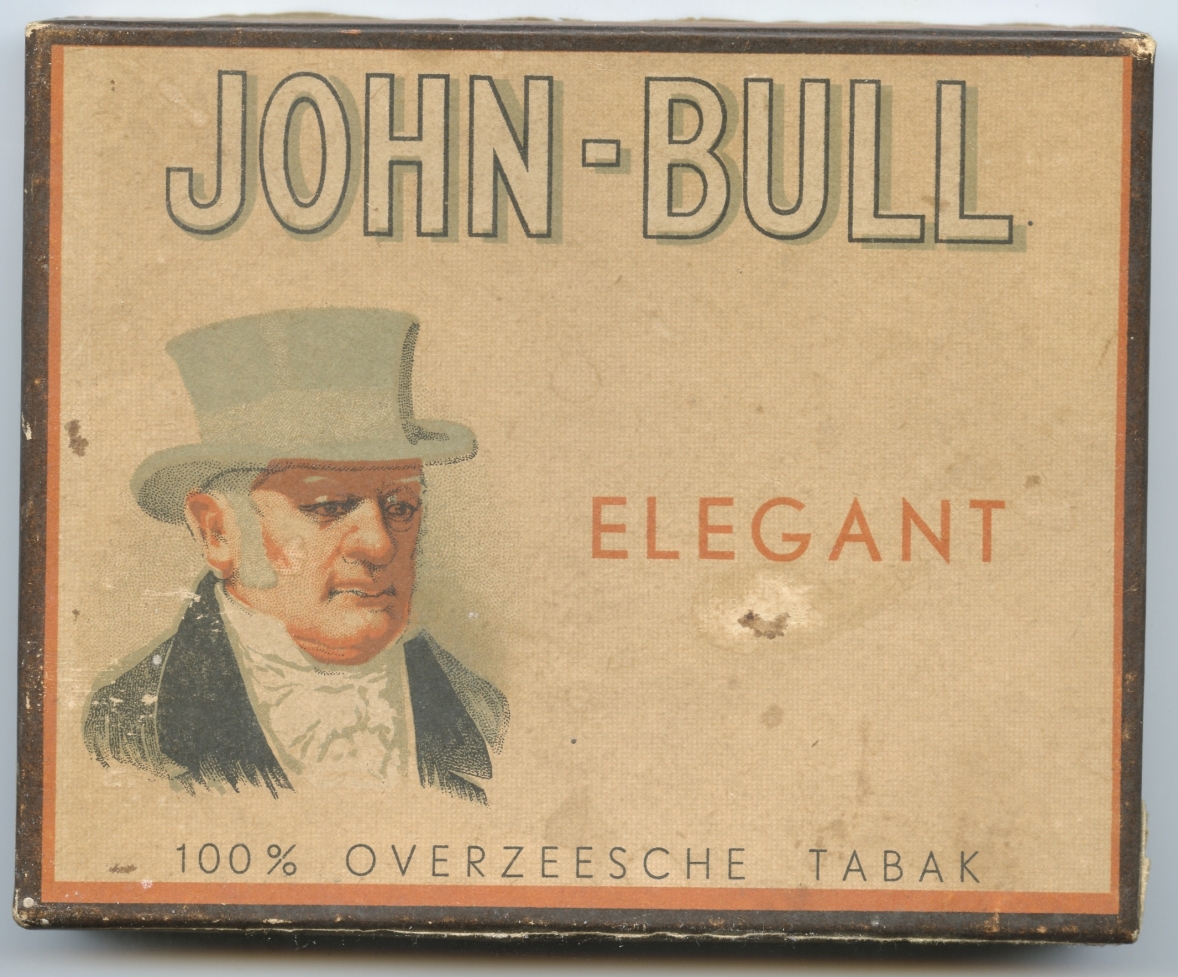 JOHN-BULL
ELEGANT
100% OVERZEESCHE TABAK